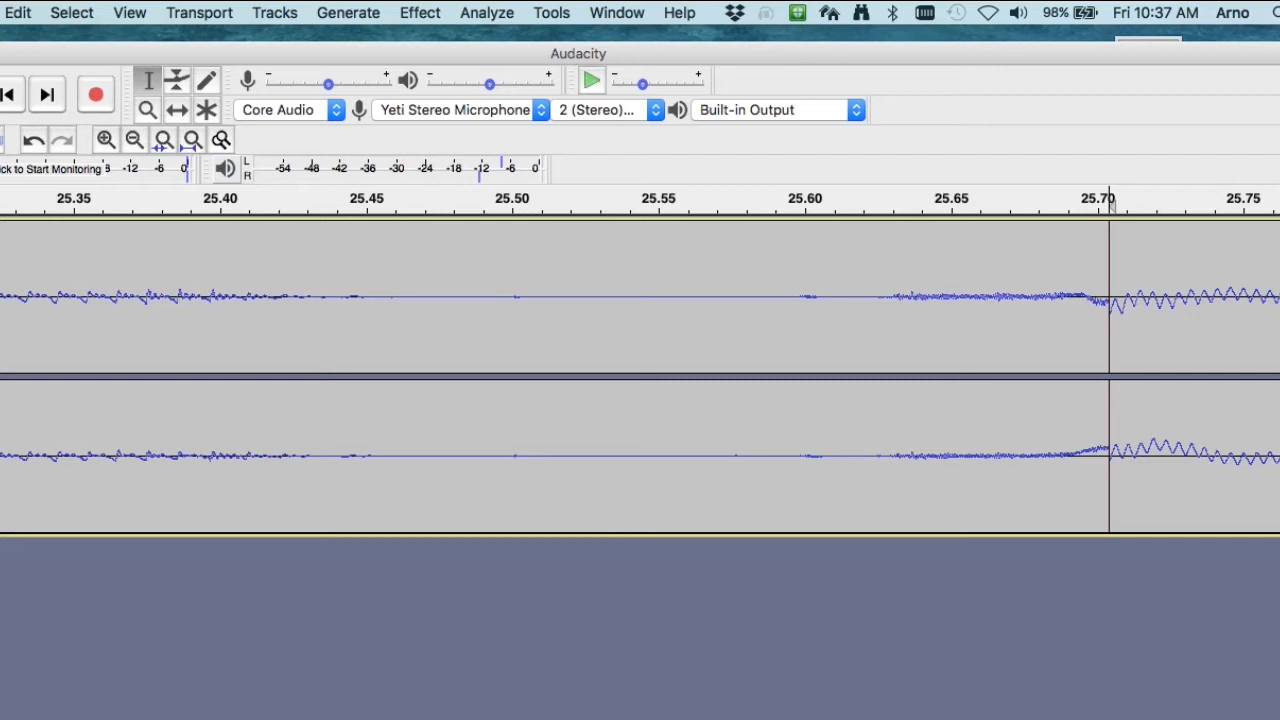 Edit Select View Transport Tracks Generate Effect Analyze Tools Window Help 98% Fri 10:37 AM Arno
Audacity
- + - + - +
Core Audio Yeti Stereo Microphone 2 (Stereo)... Built-in Output
ick to Start Monitoring -12 -6 0 L R -54 -48 -42 -36 -30 -24 -18 -12 -6 0
25.35 25.40 25.45 25.50 25.55 25.60 25.65 25.70 25.75